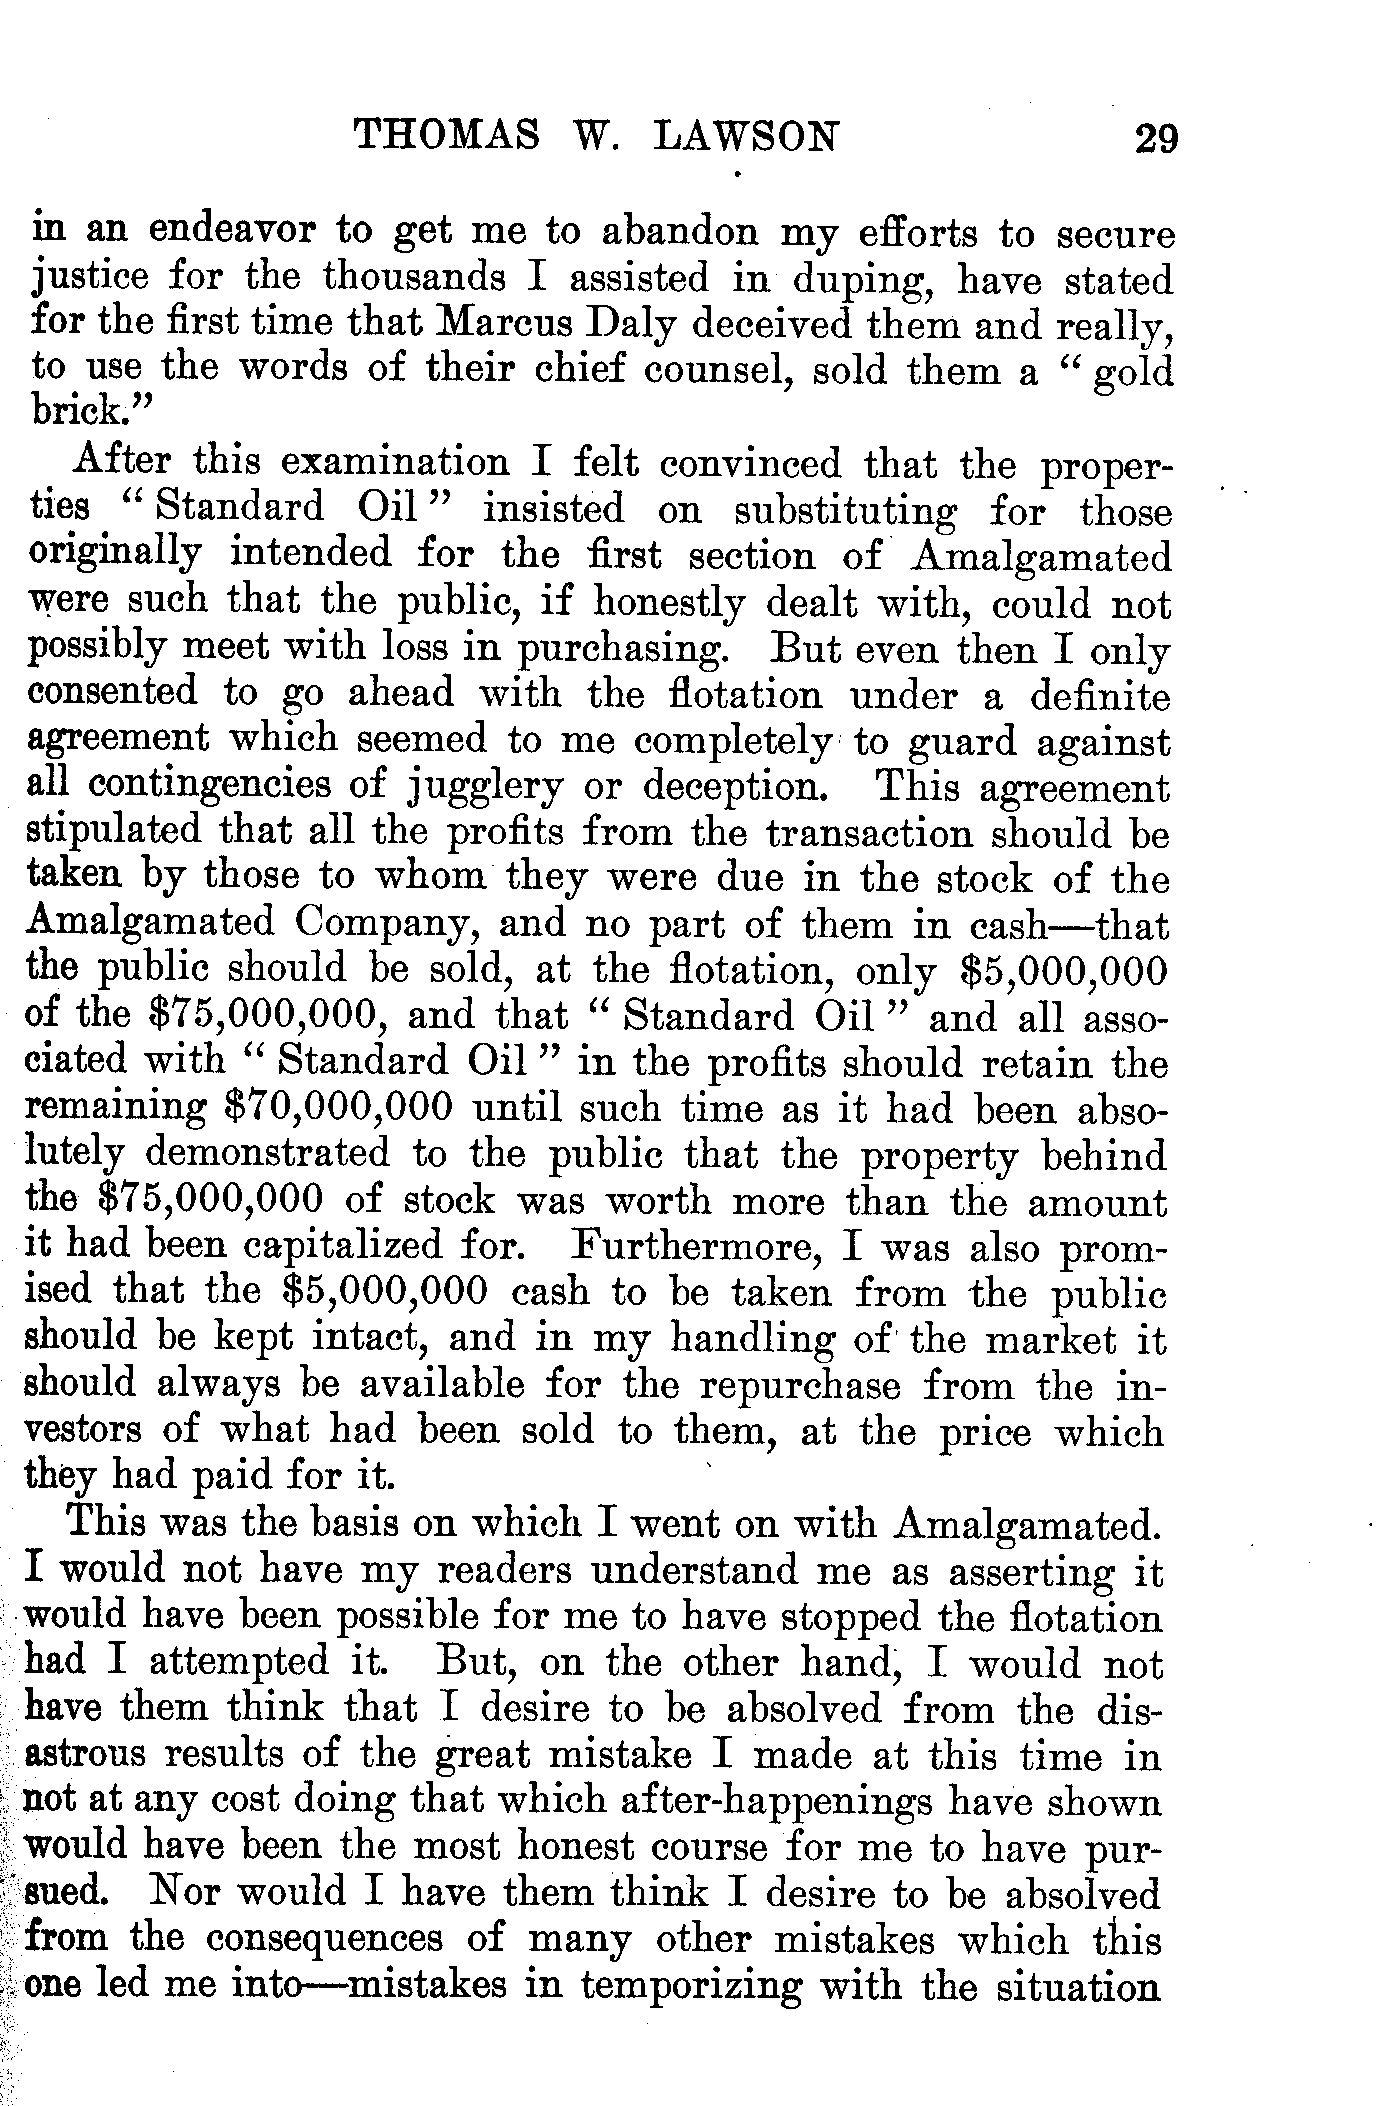 THOMAS W. LAWSON 29
in an endeavor to get me to abandon my efforts to secure
justice for the thousands I assisted in duping, have stated
for the first time that Marcus Daly deceived them and really,
to use the words of their chief counsel, sold them a “ gold
brick.”
After this examination I felt convinced that the proper-
ties “ Standard Oil ” insisted on substituting for those
originally intended for the first section of Amalgamated
were such that the public, if honestly dealt with, could not
possibly meet with loss in purchasing. But even then I only
consented to go ahead with the flotation under a definite
agreement which seemed to me completely to guard against
all contingencies of jugglery or deception. This agreement
stipulated that all the profits from the transaction should be
taken by those to whom they were due in the stock of the
Amalgamated Company, and no part of them in cash—that
the public should be sold, at the flotation, only $5,000,000
of the $75,000,000, and that “ Standard Oil ” and all asso-
ciated with “ Standard Oil ” in the profits should retain the
remaining $70,000,000 until such time as it had been abso-
lutely demonstrated to the public that the property behind
the $75,000,000 of stock was worth more than the amount
it had been capitalized for. Furthermore, I was also prom-
ised that the $5,000,000 cash to be taken from the public
should be kept intact, and in my handling of the market it
should always be available for the repurchase from the in-
vestors of what had been sold to them, at the price which
they had paid for it.
This was the basis on which I went on with Amalgamated.
I would not have my readers understand me as asserting it
would have been possible for me to have stopped the flotation
had I attempted it. But, on the other hand, I would not
have them think that I desire to be absolved from the dis-
astrous results of the great mistake I made at this time in
not at any cost doing that which after-happenings have shown
would have been the most honest course for me to have pur-
sued. Nor would I have them think I desire to be absolved
from the consequences of many other mistakes which this
one led me into—mistakes in temporizing with the situation